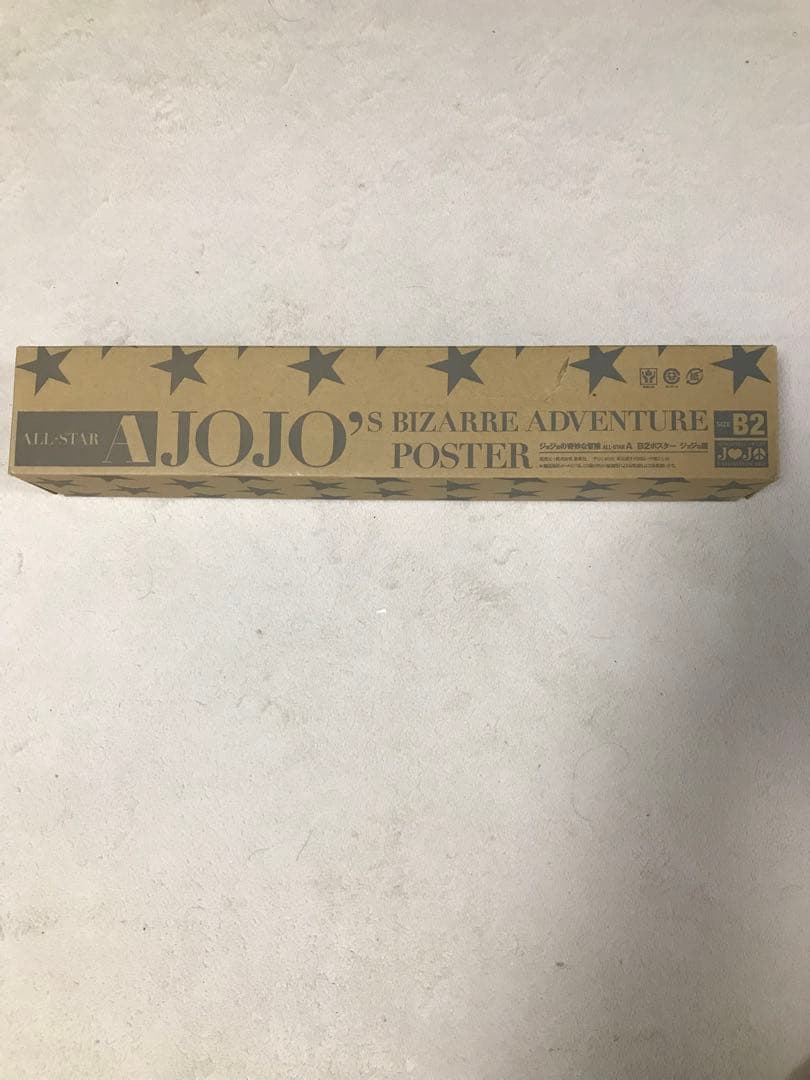 ALL-STAR A JOJO's BIZARRE ADVENTURE
POSTER
ジョジョの奇妙な冒険 ALL-STAR A B2ポスター ジョジョ展
SIZE B2
J♥J